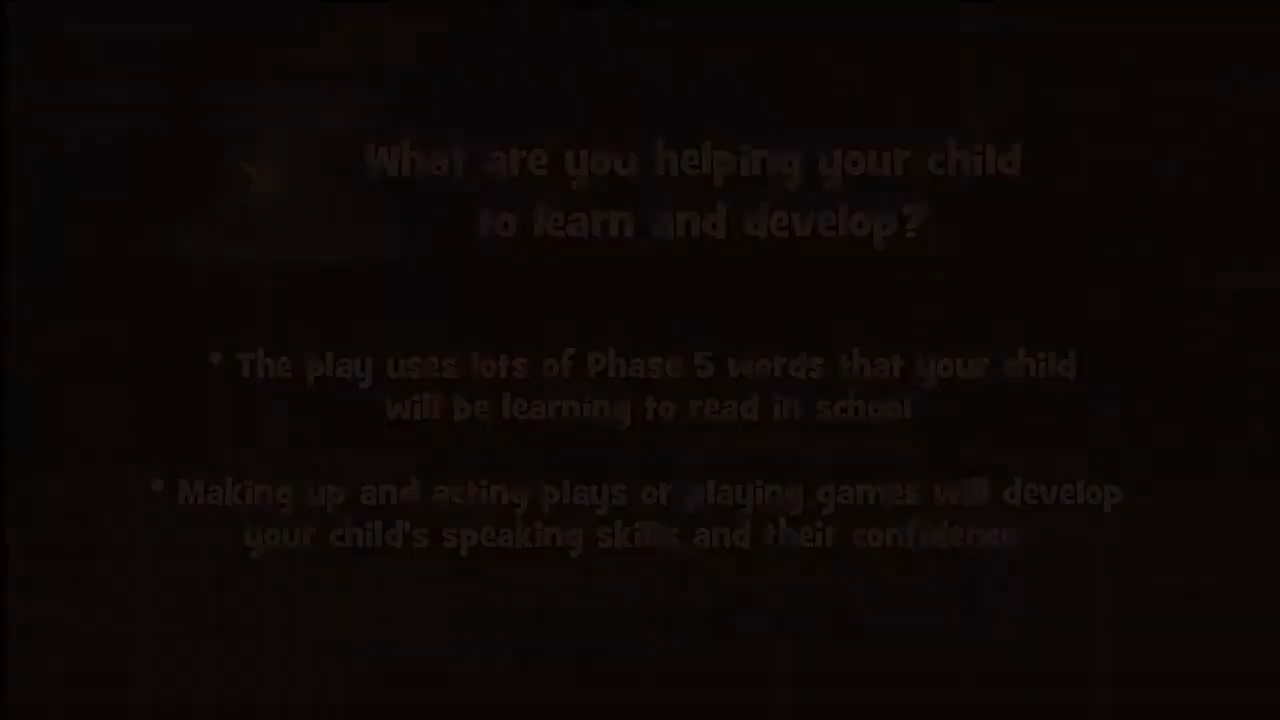 What are you helping your child
to learn and develop?
* The play uses lots of Phase 5 words that your child
will be learning to read in school
* Making up and acting plays or playing games will develop
your child's speaking skills and their confidence